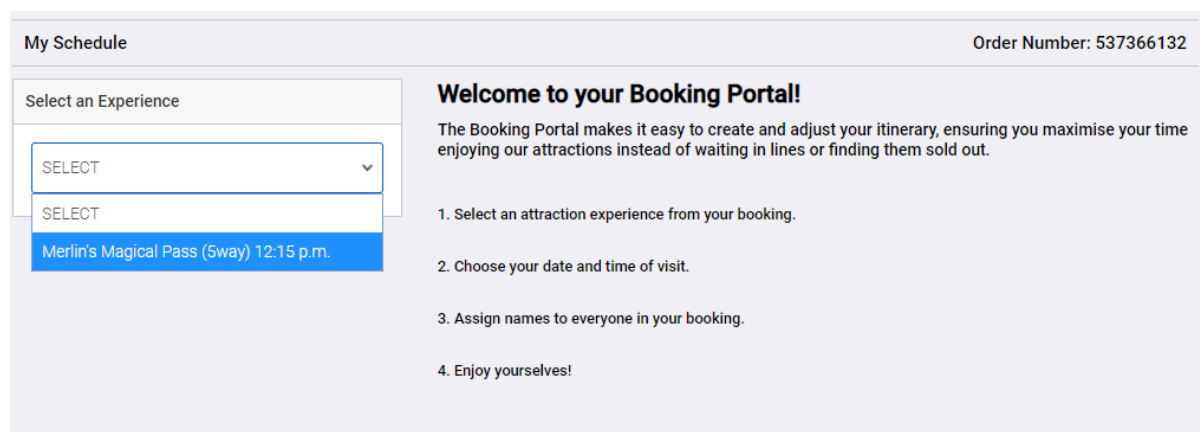 My Schedule
Order Number: 537366132
Select an Experience
SELECT
SELECT
Merlin's Magical Pass (5way) 12:15 p.m.
Welcome to your Booking Portal!
The Booking Portal makes it easy to create and adjust your itinerary, ensuring you maximise your time
enjoying our attractions instead of waiting in lines or finding them sold out.
1. Select an attraction experience from your booking.
2. Choose your date and time of visit.
3. Assign names to everyone in your booking.
4. Enjoy yourselves!